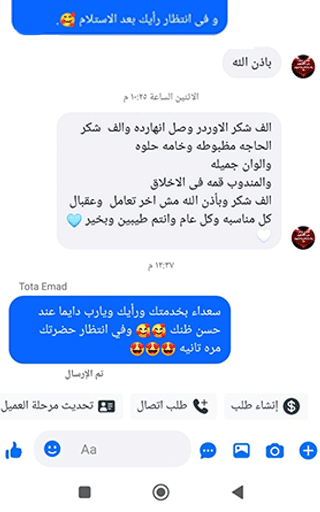 و في انتظار رأيك بعد الاستلام 🥰.
باذن الله
الاثنين الساعة ١٠:٢٥ م
الف شكر الاوردر وصل انهارده والف شكر
الحاجه مظبوطه وخامه حلوه
والوان جميله
والمندوب قمه فى الاخلاق
الف شكر وبأذن الله مش اخر تعامل وعقبال
كل مناسبه وكل عام وانتم طيبين وبخير 🩵
🤍
١٢:٣٧ م
Tota Emad
سعداء بخدمتك ورأيك ويارب دايما عند
حسن ظنك 🥰🥰 وفي انتظار حضرتك
مره تانيه 🤩🤩🤩
تم الإرسال
إنشاء طلب
طلب اتصال
تحديث مرحلة العميل
Aa